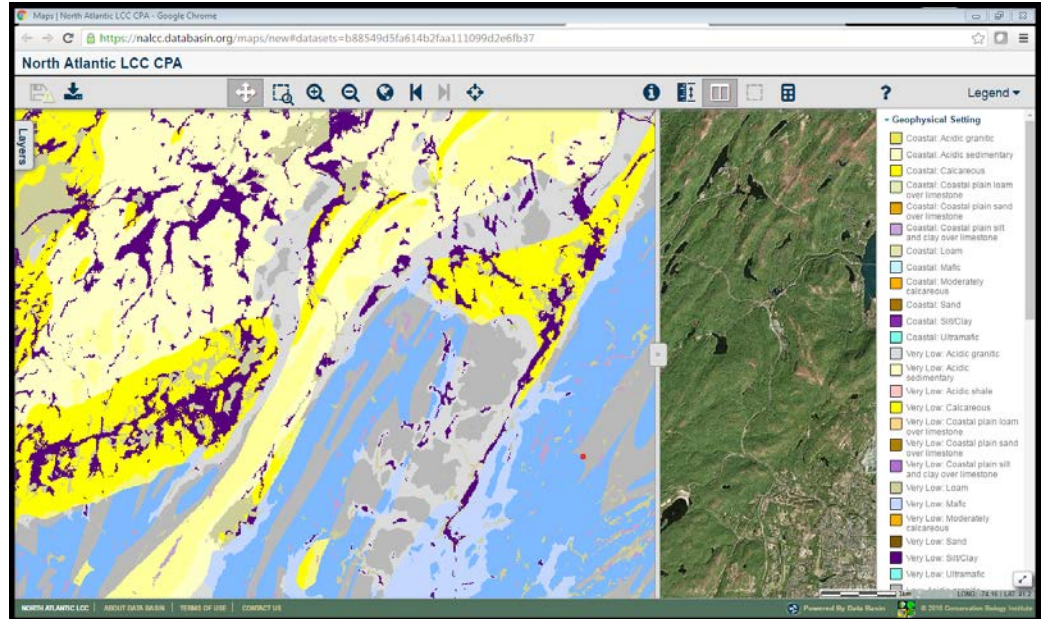 Maps | North Atlantic LCC CPA - Google Chrome
https://nalcc.databasin.org/maps/new#datasets=b88549d5fa614b2faa111099d2e6fb37
North Atlantic LCC CPA
?
Legend
Layers
Geophysical Setting
Coastal: Acidic granitic
Coastal: Acidic sedimentary
Coastal: Calcareous
Coastal: Coastal plain loam
over limestone
Coastal: Coastal plain sand
over limestone
Coastal: Coastal plain silt
and clay over limestone
Coastal: Loam
Coastal: Mafic
Coastal: Moderately
calcareous
Coastal: Sand
Coastal: Silt/Clay
Coastal: Ultramafic
Very Low: Acidic granitic
Very Low: Acidic
sedimentary
Very Low: Acidic shale
Very Low: Calcareous
Very Low: Coastal plain loam
over limestone
Very Low: Coastal plain sand
over limestone
Very Low: Coastal plain silt
and clay over limestone
Very Low: Loam
Very Low: Mafic
Very Low: Moderately
calcareous
Very Low: Sand
Very Low: Silt/Clay
Very Low: Ultramafic
LONG: -74.16 | LAT: 41.2
NORTH ATLANTIC LCC | ABOUT DATA BASIN | TERMS OF USE | CONTACT US
Powered By Data Basin
© 2016 Conservation Biology Institute